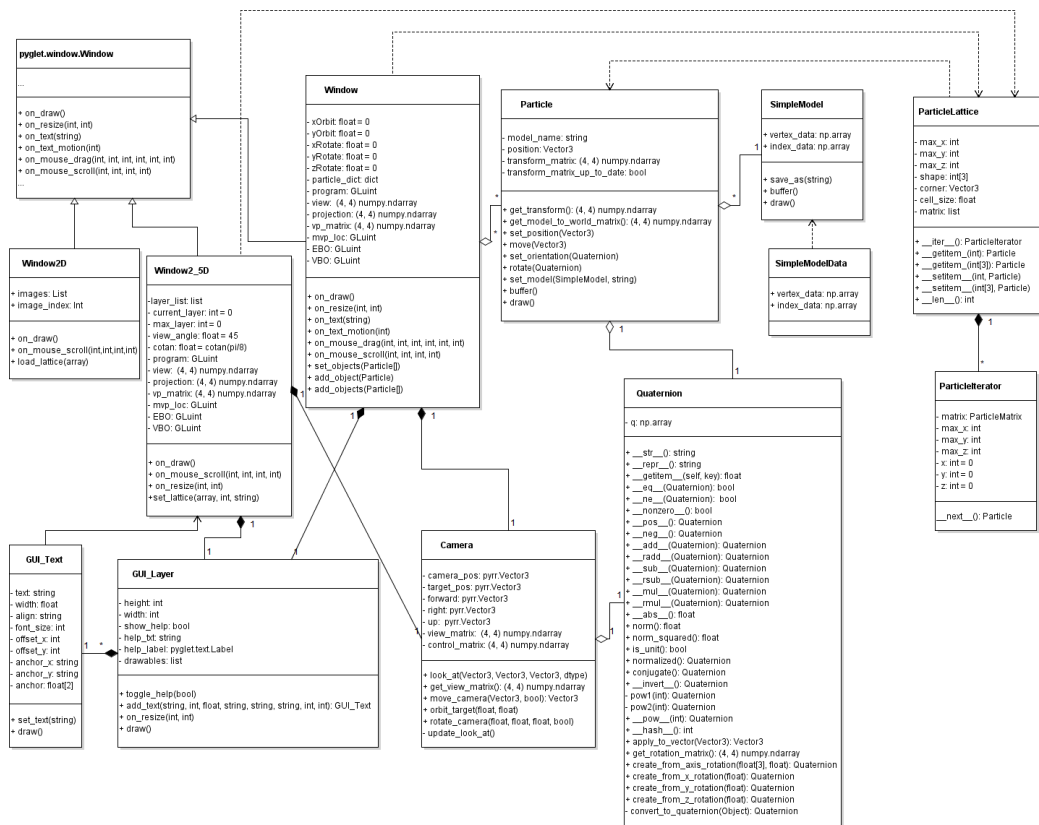 pyglet.window.Window
...
+ on_draw()
+ on_resize(int, int)
+ on_text(string)
+ on_text_motion(int)
+ on_mouse_drag(int, int, int, int, int, int)
+ on_mouse_scroll(int, int, int, int)
...
Window
- xOrbit: float = 0
- yOrbit: float = 0
- xRotate: float = 0
- yRotate: float = 0
- zRotate: float = 0
- particle_dict: dict
- program: GLuint
- view: (4, 4) numpy.ndarray
- projection: (4, 4) numpy.ndarray
- vp_matrix: (4, 4) numpy.ndarray
- mvp_loc: GLuint
- EBO: GLuint
- VBO: GLuint
+ on_draw()
+ on_resize(int, int)
+ on_text(string)
+ on_text_motion(int)
+ on_mouse_drag(int, int, int, int, int, int)
+ on_mouse_scroll(int, int, int, int)
+ set_objects(Particle[])
+ add_object(Particle)
+ add_objects(Particle[])
Particle
- model_name: string
- position: Vector3
- transform_matrix: (4, 4) numpy.ndarray
- transform_matrix_up_to_date: bool
+ get_transform(): (4, 4) numpy.ndarray
+ get_model_to_world_matrix(): (4, 4) numpy.ndarray
+ set_position(Vector3)
+ move(Vector3)
+ set_orientation(Quaternion)
+ rotate(Quaternion)
+ set_model(SimpleModel, string)
+ buffer()
+ draw()
SimpleModel
+ vertex_data: np.array
+ index_data: np.array
+ save_as(string)
+ buffer()
+ draw()
ParticleLattice
- max_x: int
- max_y: int
- max_z: int
- shape: int[3]
- corner: Vector3
- cell_size: float
- matrix: list
+ __iter__(): ParticleIterator
+ __getitem_(int): Particle
+ __getitem_(int[3]): Particle
+ __setitem__(int, Particle)
+ __setitem_(int[3], Particle)
+ __len__(): int
Window2D
+ images: List
+ image_index: Int
+ on_draw()
+ on_mouse_scroll(int,int,int,int)
+ load_lattice(array)
Window2_5D
-layer_list: list
- current_layer: int = 0
- max_layer: int = 0
- view_angle: float = 45
- cotan: float = cotan(pi/8)
- program: GLuint
- view: (4, 4) numpy.ndarray
- projection: (4, 4) numpy.ndarray
- vp_matrix: (4, 4) numpy.ndarray
- mvp_loc: GLuint
- EBO: GLuint
- VBO: GLuint
+ on_draw()
+ on_mouse_scroll(int, int, int, int)
+ on_resize(int, int)
+set_lattice(array, int, string)
SimpleModelData
+ vertex_data: np.array
+ index_data: np.array
ParticleIterator
- matrix: ParticleMatrix
- max_x: int
- max_y: int
- max_z: int
- x: int = 0
- y: int = 0
- z: int = 0
__next__(): Particle
Quaternion
- q: np.array
+ __str__(): string
+ __repr__(): string
+ __getitem__(self, key): float
+ __eq__(Quaternion): bool
+ __ne__(Quaternion): bool
+ __nonzero__(): bool
+ __pos__(): Quaternion
+ __neg__(): Quaternion
+ __add__(Quaternion): Quaternion
+ __radd__(Quaternion): Quaternion
+ __sub__(Quaternion): Quaternion
+ __rsub__(Quaternion): Quaternion
+ __mul__(Quaternion): Quaternion
+ __rmul__(Quaternion): Quaternion
+ __abs__(): float
+ norm(): float
+ norm_squared(): float
+ is_unit(): bool
+ normalized(): Quaternion
+ conjugate(): Quaternion
+ __invert__(): Quaternion
- pow1(int): Quaternion
- pow2(int): Quaternion
+ __pow__(int): Quaternion
+ __hash__(): int
+ apply_to_vector(Vector3): Vector3
+ get_rotation_matrix(): (4, 4) numpy.ndarray
+ create_from_axis_rotation(float[3], float): Quaternion
+ create_from_x_rotation(float): Quaternion
+ create_from_y_rotation(float): Quaternion
+ create_from_z_rotation(float): Quaternion
- convert_to_quaternion(Object): Quaternion
GUI_Text
- text: string
- width: float
- align: string
- font_size: int
- offset_x: int
- offset_y: int
- anchor_x: string
- anchor_y: string
- anchor: float[2]
+ set_text(string)
+ draw()
GUI_Layer
- height: int
- width: int
- show_help: bool
- help_txt: string
- help_label: pyglet.text.Label
- drawables: list
+ toggle_help(bool)
+ add_text(string, int, float, string, string, string, int, int): GUI_Text
+ on_resize(int, int)
+ draw()
Camera
- camera_pos: pyrr.Vector3
- target_pos: pyrr.Vector3
- forward: pyrr.Vector3
- right: pyrr.Vector3
- up: pyrr.Vector3
- view_matrix: (4, 4) numpy.ndarray
- control_matrix: (4, 4) numpy.ndarray
+ look_at(Vector3, Vector3, Vector3, dtype)
+ get_view_matrix(): (4, 4) numpy.ndarray
+ move_camera(Vector3, bool): Vector3
+ orbit_target(float, float)
+ rotate_camera(float, float, float, bool)
- update_look_at()
* * * 1
1 1
1 *
1 1 1 1
1 1 1 1
1 * 1 1